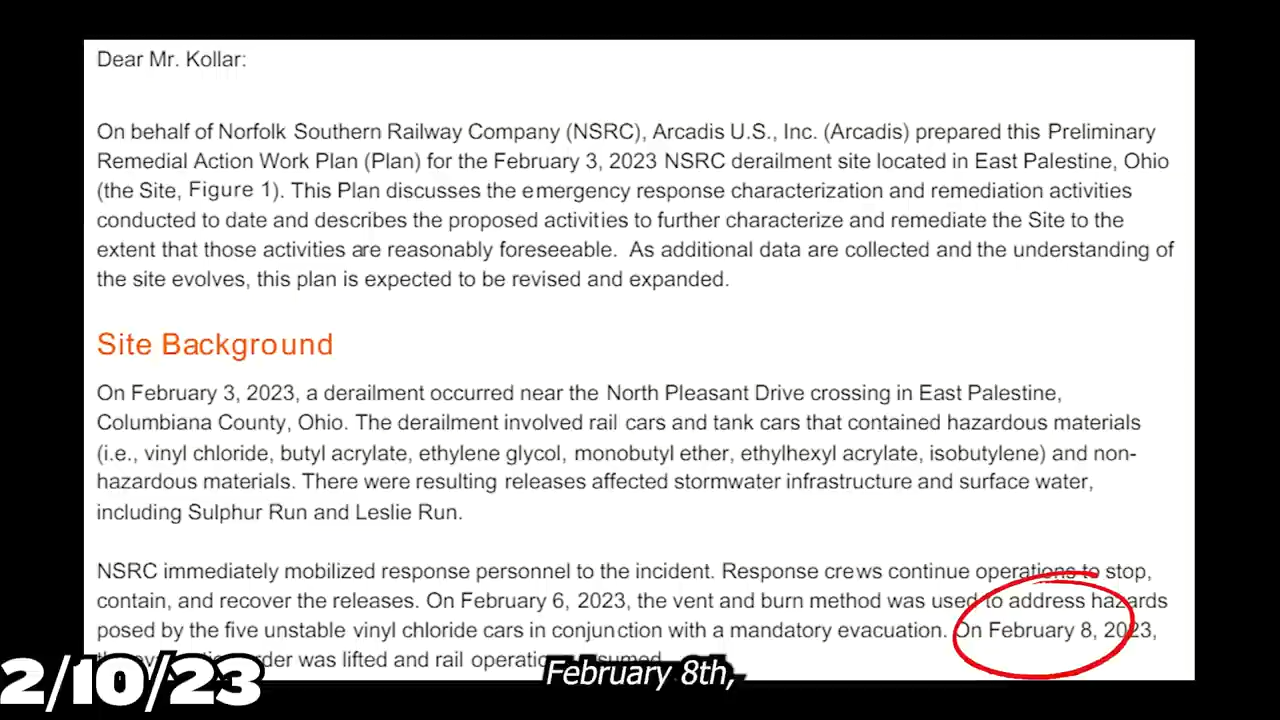 Dear Mr. Kollar:
On behalf of Norfolk Southern Railway Company (NSRC), Arcadis U.S., Inc. (Arcadis) prepared this Preliminary
Remedial Action Work Plan (Plan) for the February 3, 2023 NSRC derailment site located in East Palestine, Ohio
(the Site, Figure 1). This Plan discusses the emergency response characterization and remediation activities
conducted to date and describes the proposed activities to further characterize and remediate the Site to the
extent that those activities are reasonably foreseeable. As additional data are collected and the understanding of
the site evolves, this plan is expected to be revised and expanded.
Site Background
On February 3, 2023, a derailment occurred near the North Pleasant Drive crossing in East Palestine,
Columbiana County, Ohio. The derailment involved rail cars and tank cars that contained hazardous materials
(i.e., vinyl chloride, butyl acrylate, ethylene glycol, monobutyl ether, ethylhexyl acrylate, isobutylene) and non-
hazardous materials. There were resulting releases affected stormwater infrastructure and surface water,
including Sulphur Run and Leslie Run.
NSRC immediately mobilized response personnel to the incident. Response crews continue operations to stop,
contain, and recover the releases. On February 6, 2023, the vent and burn method was used to address hazards
posed by the five unstable vinyl chloride cars in conjunction with a mandatory evacuation. On February 8, 2023,
was lifted and rail
2/10/23
February 8th,